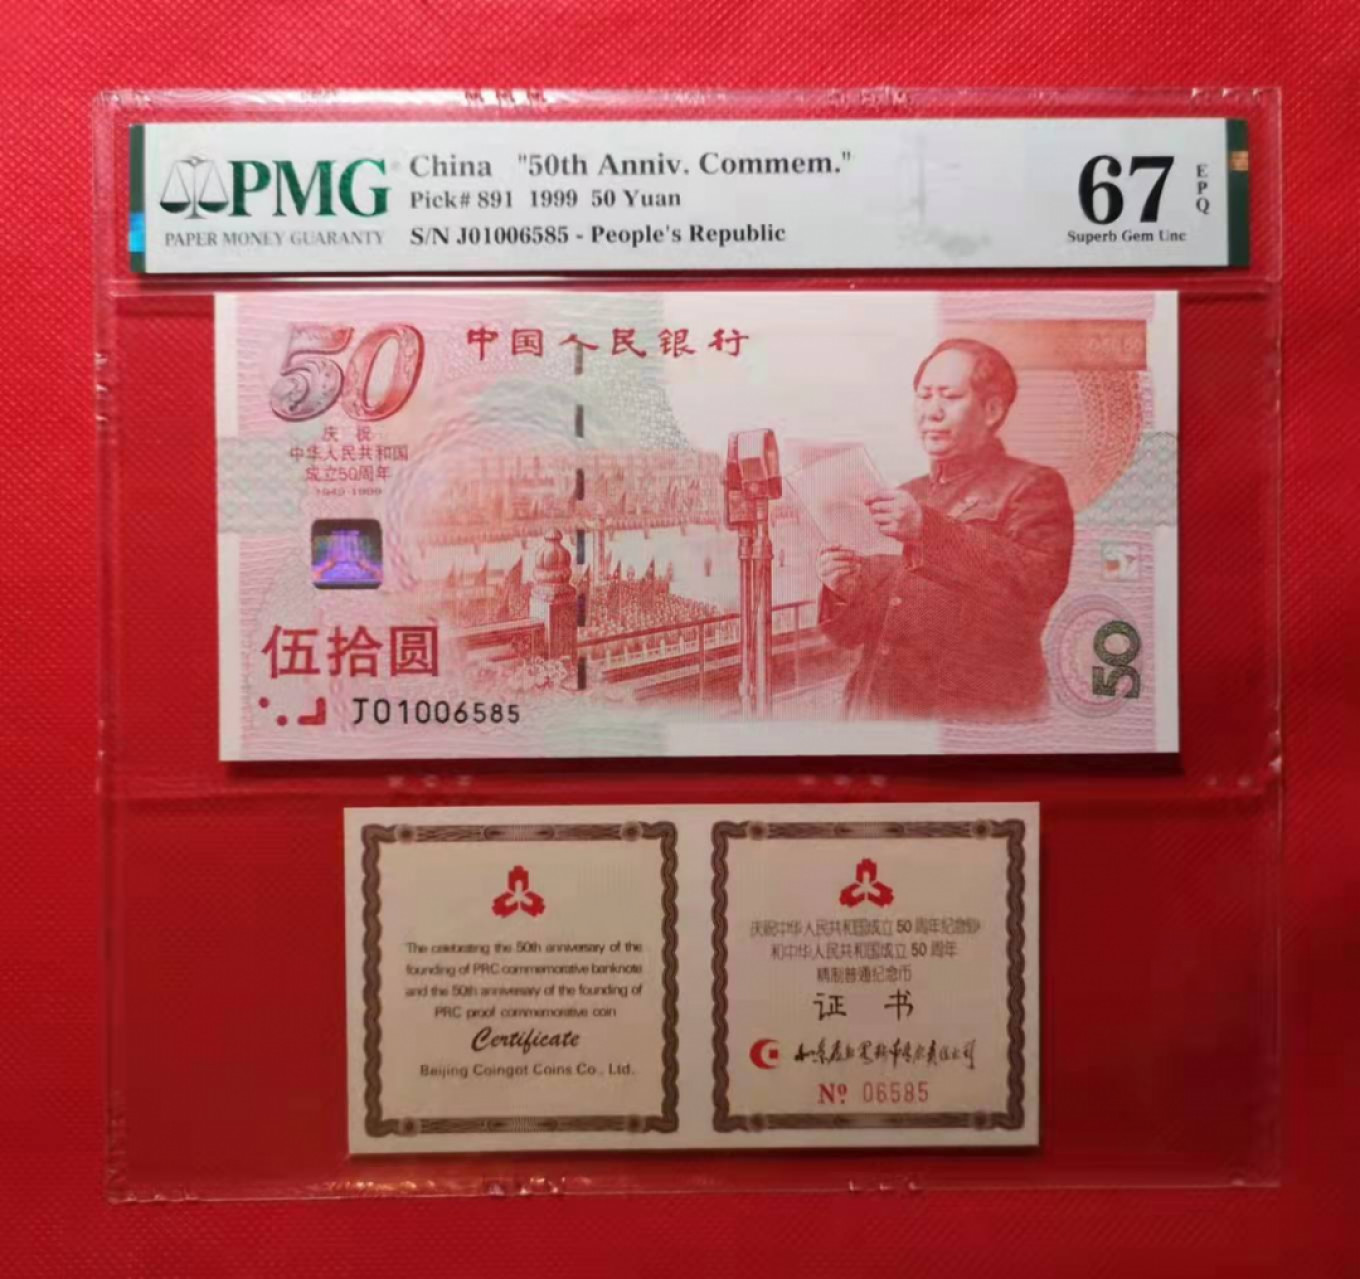 PMG
PAPER MONEY GUARANTY
China "50th Anniv. Commem."
Pick# 891 1999 50 Yuan
S/N J01006585 - People's Republic
67
EPQ
Superb Gem Unc
50
中国人民银行
庆祝
中华人民共和国
成立50周年
1949-1999
伍拾圆
J01006585
50
The celebrating the 50th anniversary of the
founding of PRC commemorative banknote
and the 50th anniversary of the founding of
PRC proof commemorative coin
Certificate
Beijing Coingot Coins Co., Ltd.
庆祝中华人民共和国成立 50 周年纪念钞
和中华人民共和国成立 50 周年
精制普通纪念币
证 书
Nº 06585